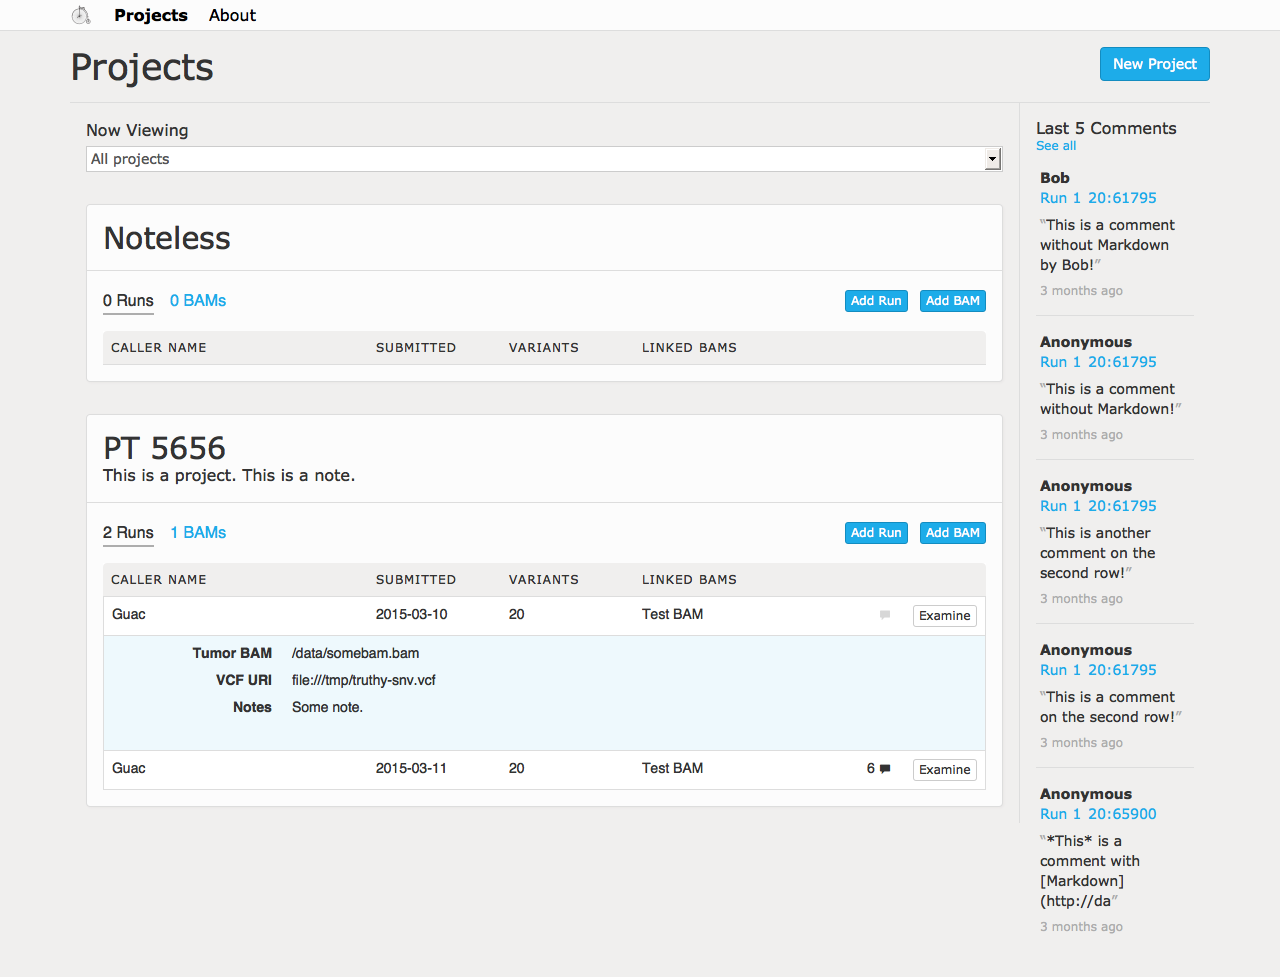 Projects About
Projects
New Project
Now Viewing
All projects
Noteless
0 Runs 0 BAMs
Add Run Add BAM
CALLER NAME SUBMITTED VARIANTS LINKED BAMS
PT 5656
This is a project. This is a note.
2 Runs 1 BAMs
Add Run Add BAM
CALLER NAME SUBMITTED VARIANTS LINKED BAMS
Guac 2015-03-10 20 Test BAM Examine
Tumor BAM /data/somebam.bam
VCF URI file:///tmp/truthy-snv.vcf
Notes Some note.
Guac 2015-03-11 20 Test BAM 6 Examine
Last 5 Comments
See all
Bob
Run 1 20:61795
“This is a comment
without Markdown
by Bob!”
3 months ago
Anonymous
Run 1 20:61795
“This is a comment
without Markdown!”
3 months ago
Anonymous
Run 1 20:61795
“This is another
comment on the
second row!”
3 months ago
Anonymous
Run 1 20:61795
“This is a comment
on the second row!”
3 months ago
Anonymous
Run 1 20:65900
“*This* is a
comment with
[Markdown]
(http://da”
3 months ago